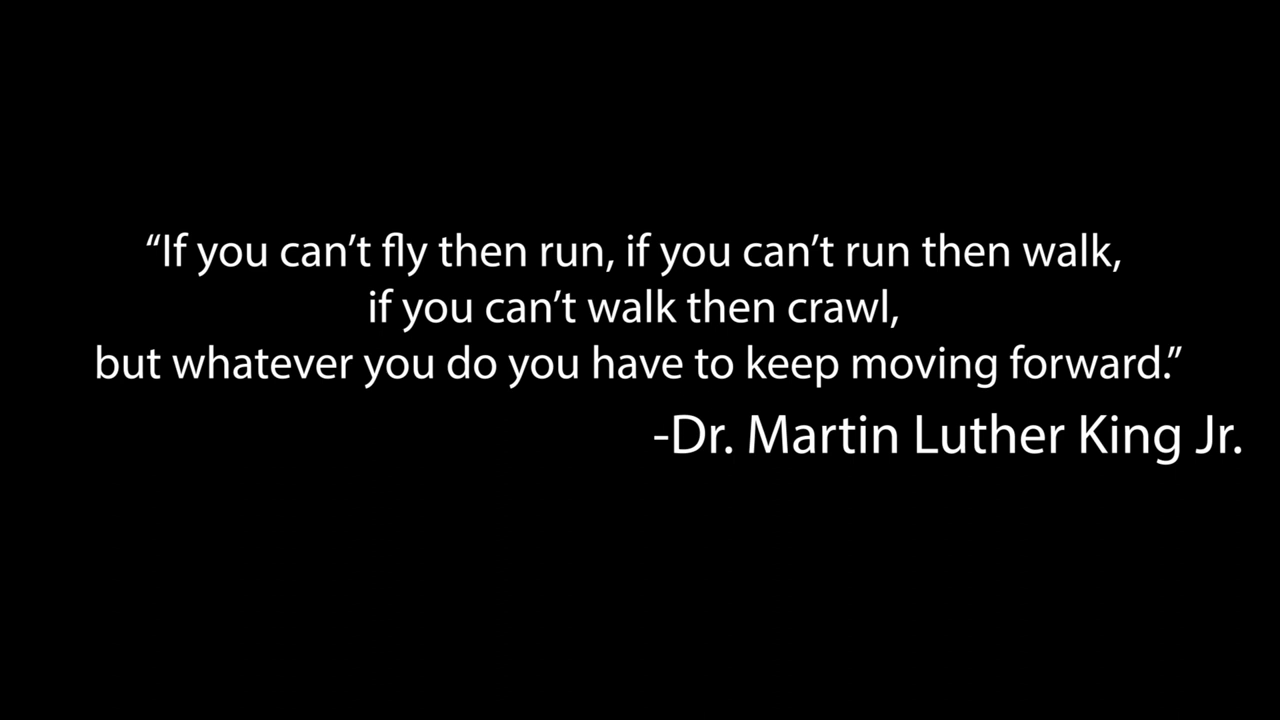 “If you can’t fly then run, if you can’t run then walk,
if you can’t walk then crawl,
but whatever you do you have to keep moving forward.”
-Dr. Martin Luther King Jr.